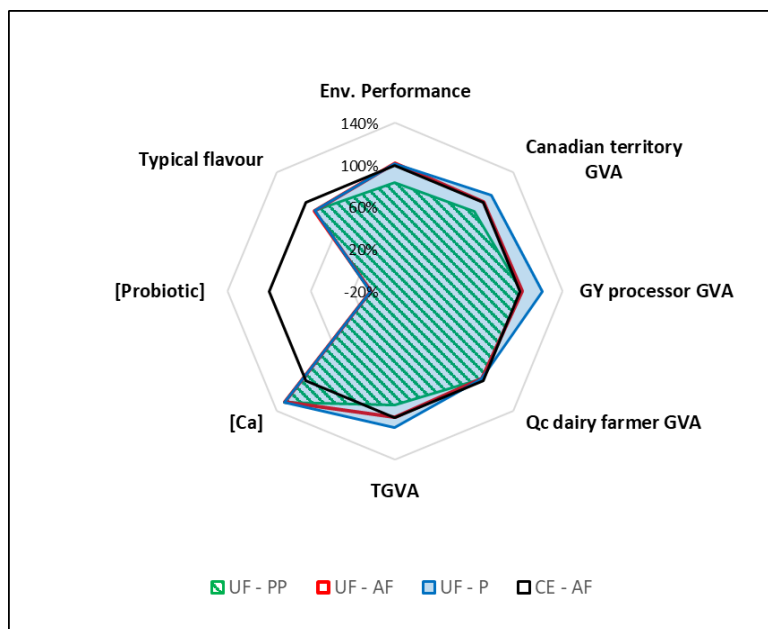 Env. Performance
140%
Canadian territory
GVA
Typical flavour
100%
60%
20%
[Probiotic]
-20%
GY processor GVA
[Ca]
Qc dairy farmer GVA
TGVA
UF - PP UF - AF UF - P CE - AF